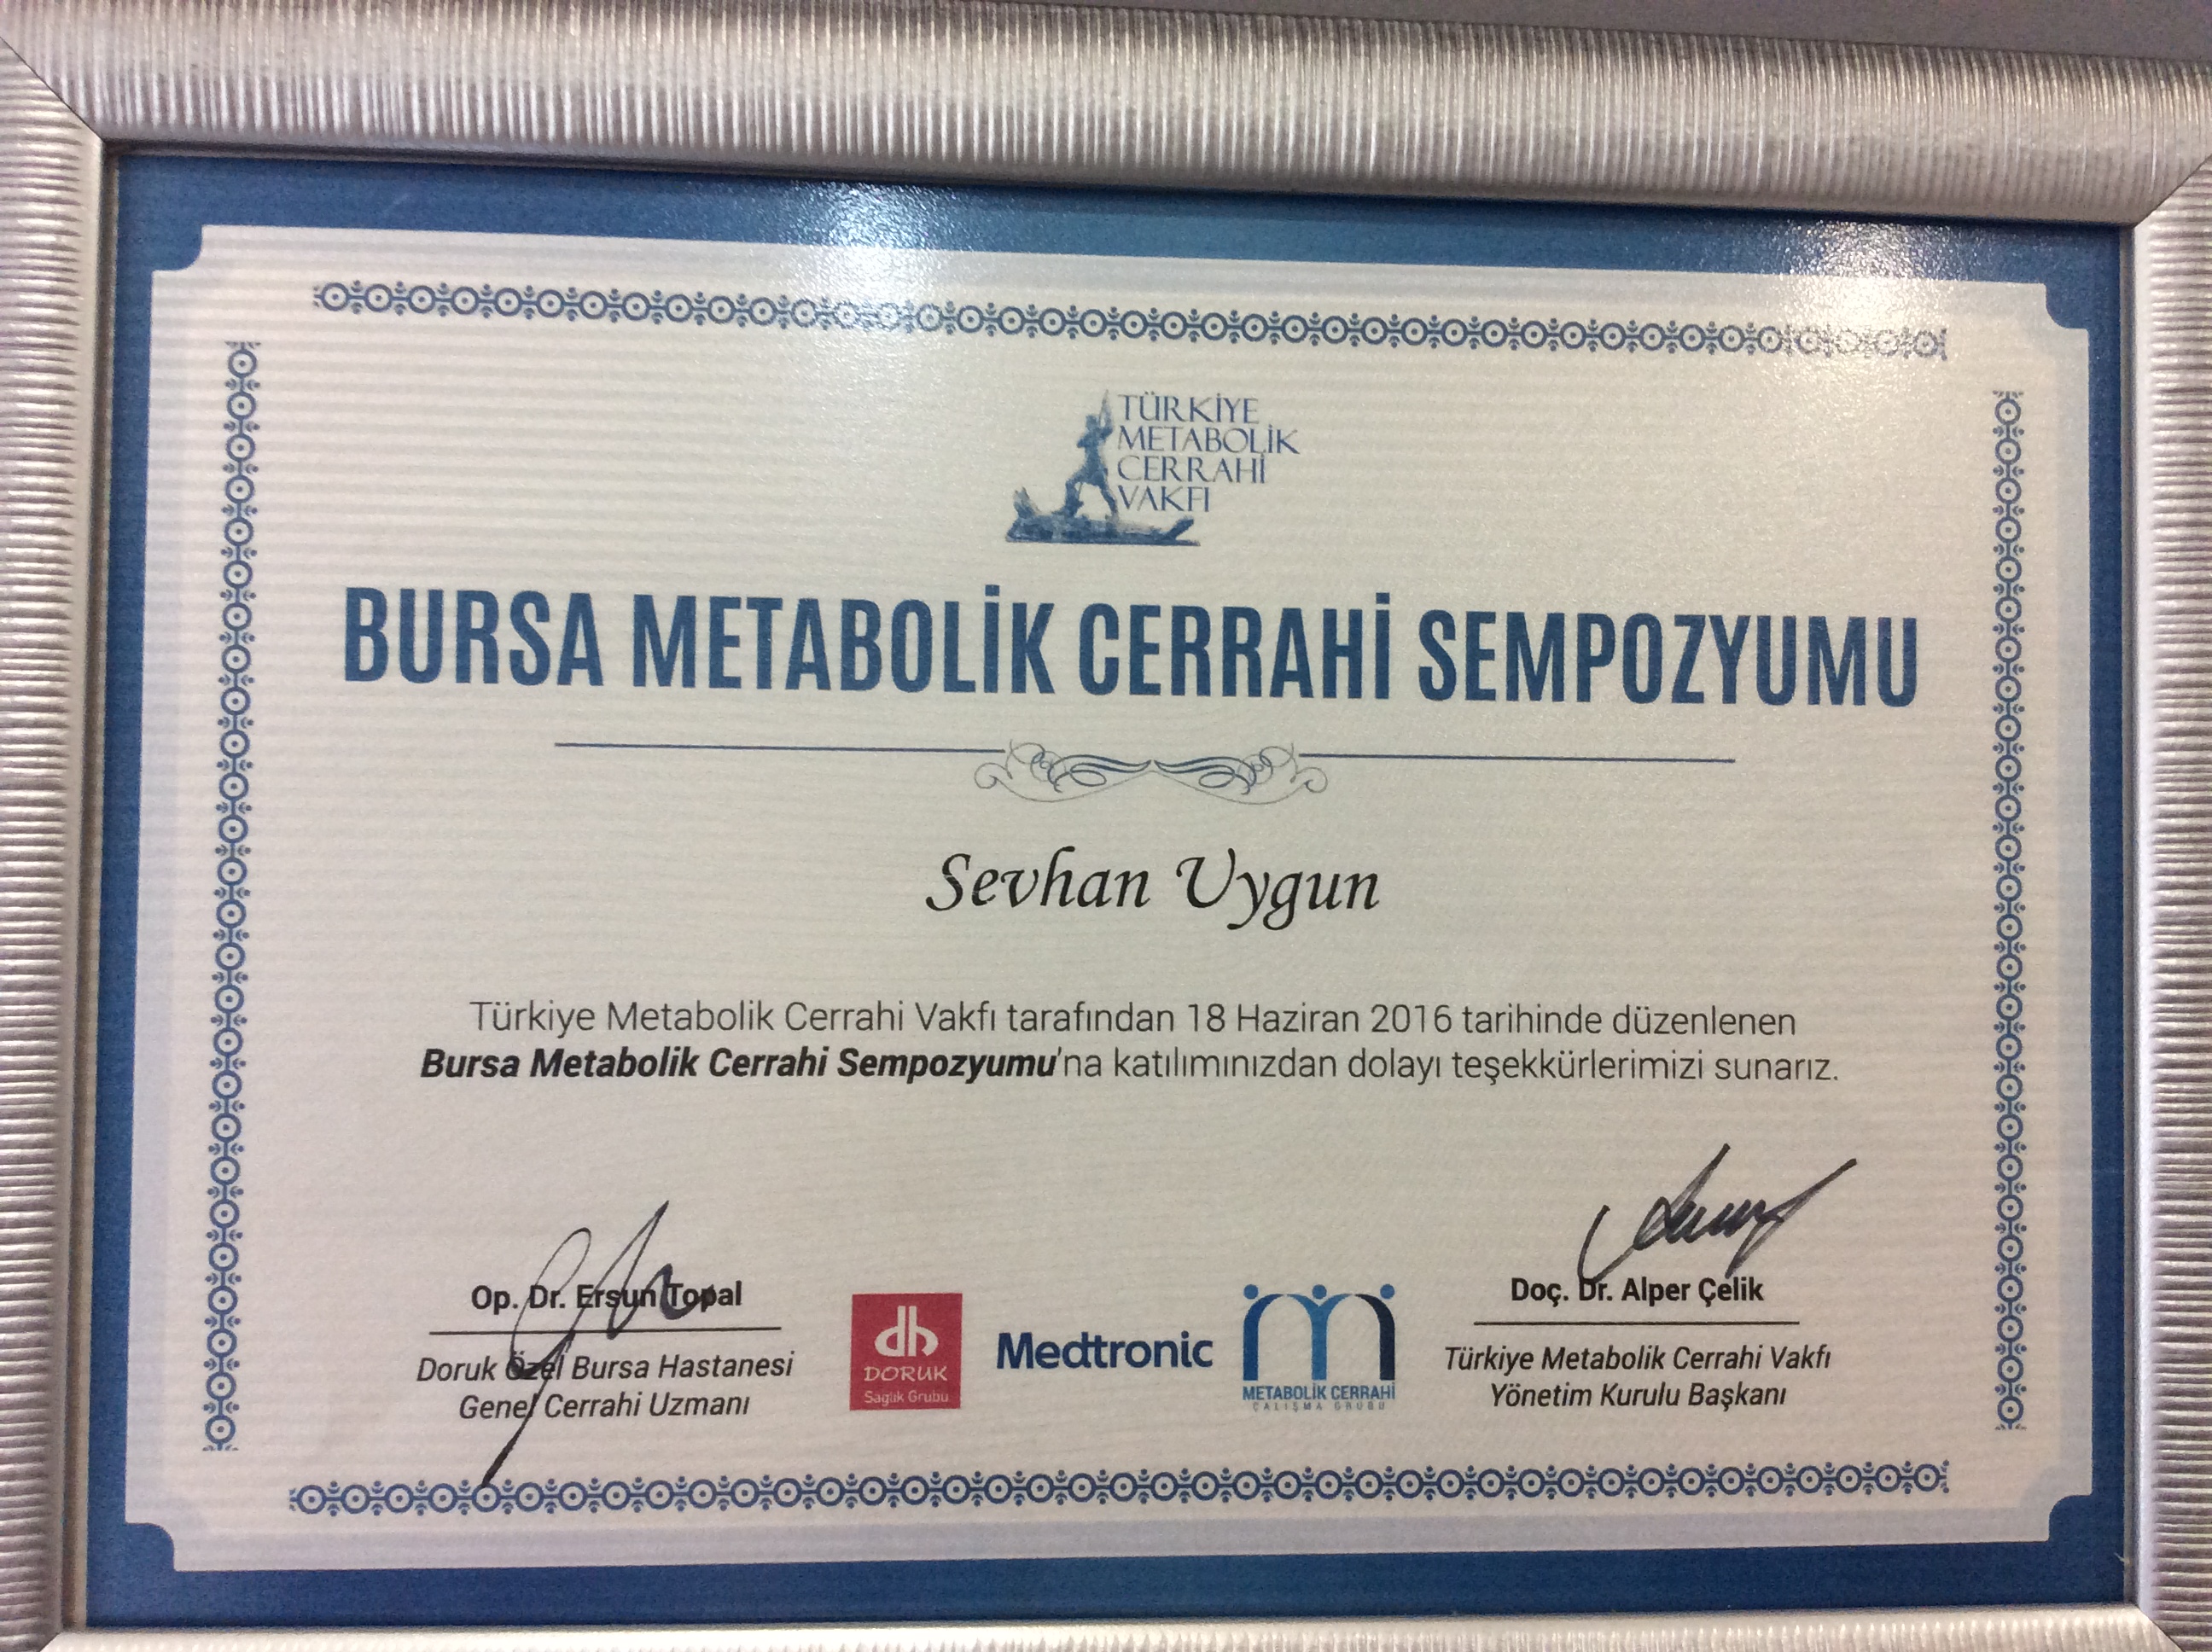 TÜRKİYE
METABOLİK
CERRAHİ
VAKFI
BURSA METABOLİK CERRAHİ SEMPOZYUMU
Sevhan Uygun
Türkiye Metabolik Cerrahi Vakfı tarafından 18 Haziran 2016 tarihinde düzenlenen
Bursa Metabolik Cerrahi Sempozyumu'na katılımınızdan dolayı teşekkürlerimizi sunarız.
Op. Dr. Ersun Topal
Doruk Özel Bursa Hastanesi
Genel Cerrahi Uzmanı
dh
DORUK
Sağlık Grubu
Medtronic
METABOLİK CERRAHİ
ÇALIŞMA GRUBU
Doç. Dr. Alper Çelik
Türkiye Metabolik Cerrahi Vakfı
Yönetim Kurulu Başkanı